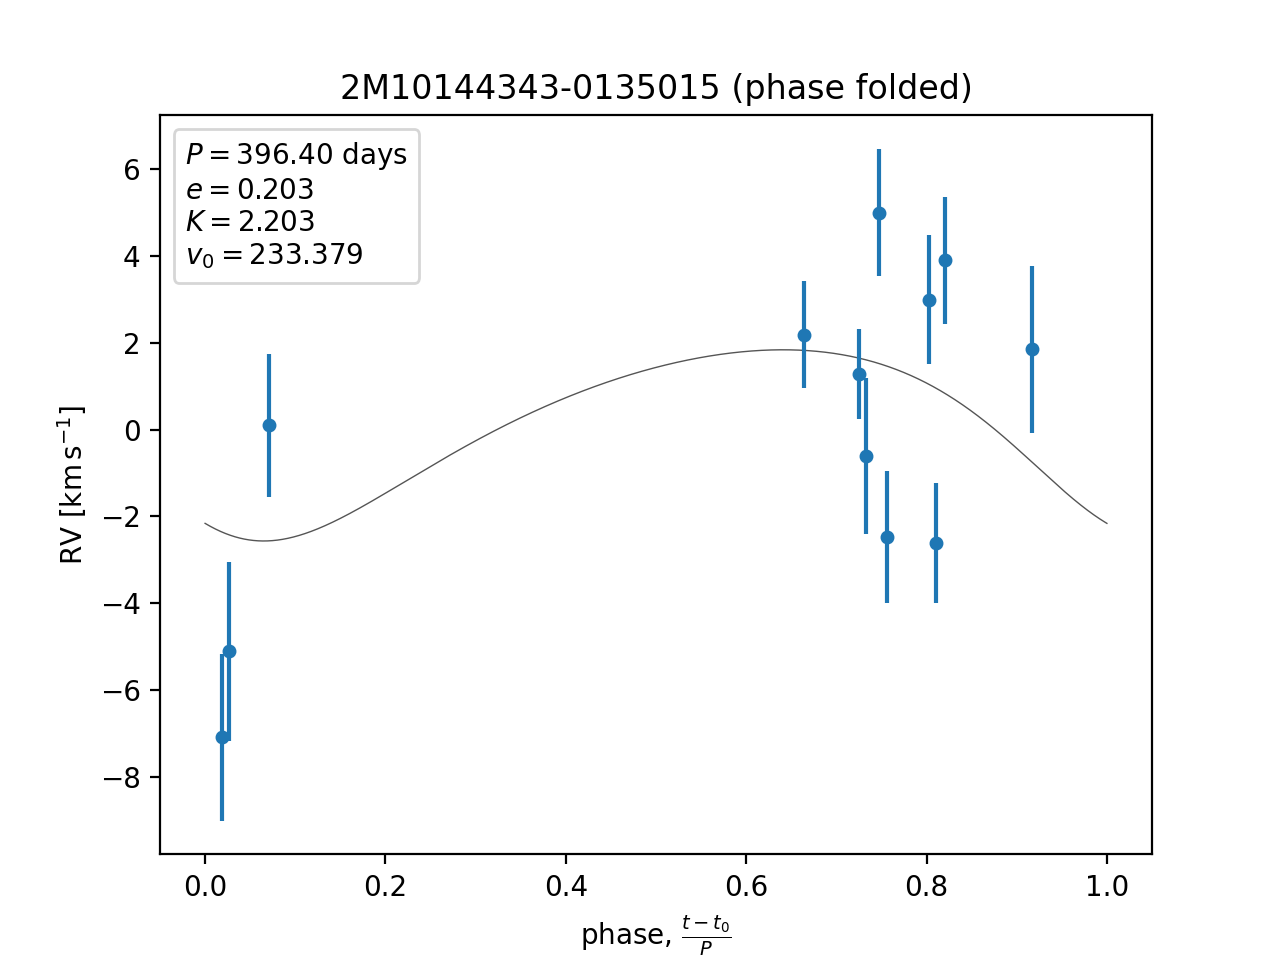 2M10144343-0135015 (phase folded)
P = 396.40 days
e = 0.203
K = 2.203
v₀ = 233.379
6
4
2
0
−2
−4
−6
−8
RV [km s⁻¹]
0.0 0.2 0.4 0.6 0.8 1.0
phase, (t − t₀)/P